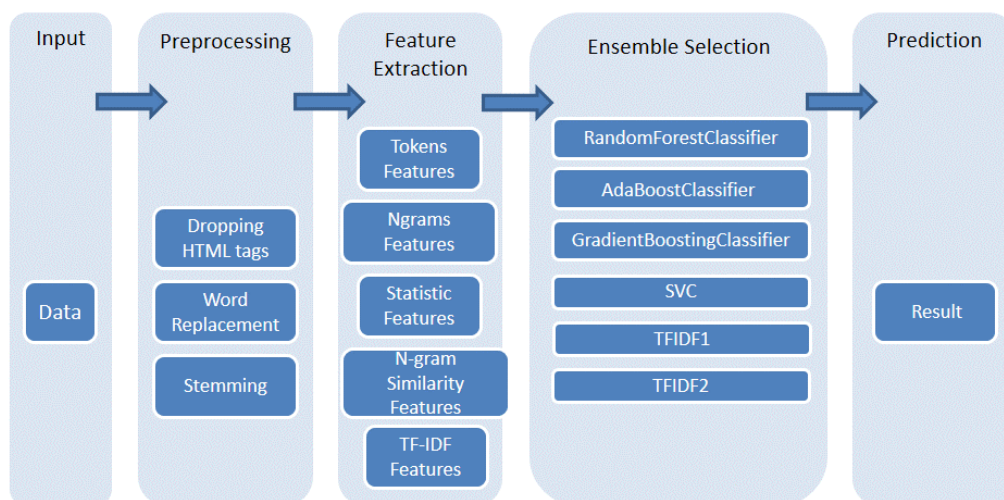 Input
Data
Preprocessing
Dropping
HTML tags
Word
Replacement
Stemming
Feature
Extraction
Tokens
Features
Ngrams
Features
Statistic
Features
N-gram
Similarity
Features
TF-IDF
Features
Ensemble Selection
RandomForestClassifier
AdaBoostClassifier
GradientBoostingClassifier
SVC
TFIDF1
TFIDF2
Prediction
Result